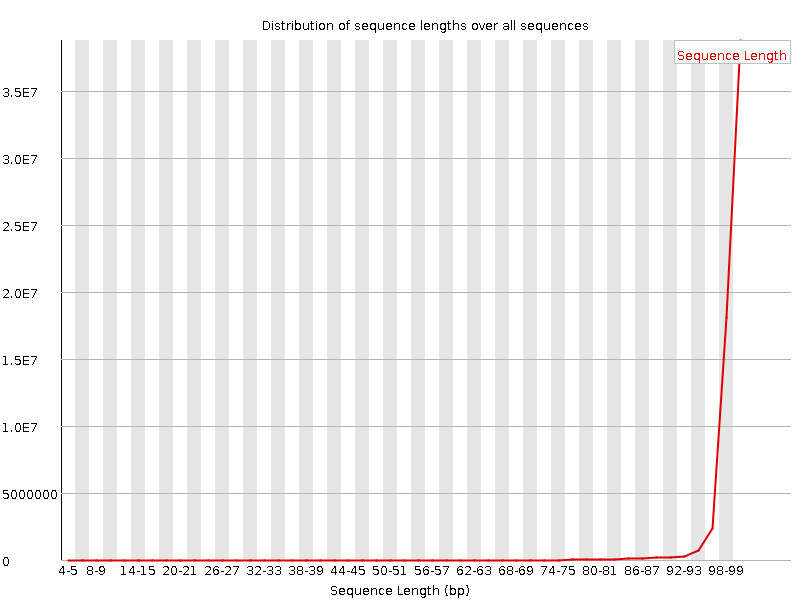 Distribution of sequence lengths over all sequences
Sequence Length
3.5E7
3.0E7
2.5E7
2.0E7
1.5E7
1.0E7
5000000
0
4-5 8-9 14-15 20-21 26-27 32-33 38-39 44-45 50-51 56-57 62-63 68-69 74-75 80-81 86-87 92-93 98-99
Sequence Length (bp)